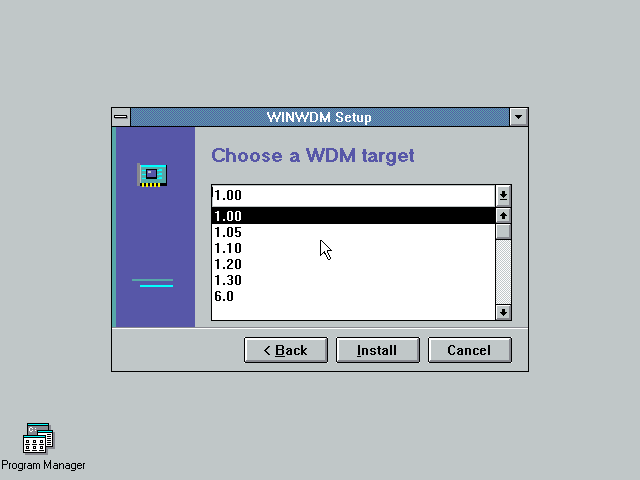 WINWDM Setup
Choose a WDM target
1.00
1.00
1.05
1.10
1.20
1.30
6.0
< Back
Install
Cancel
Program Manager